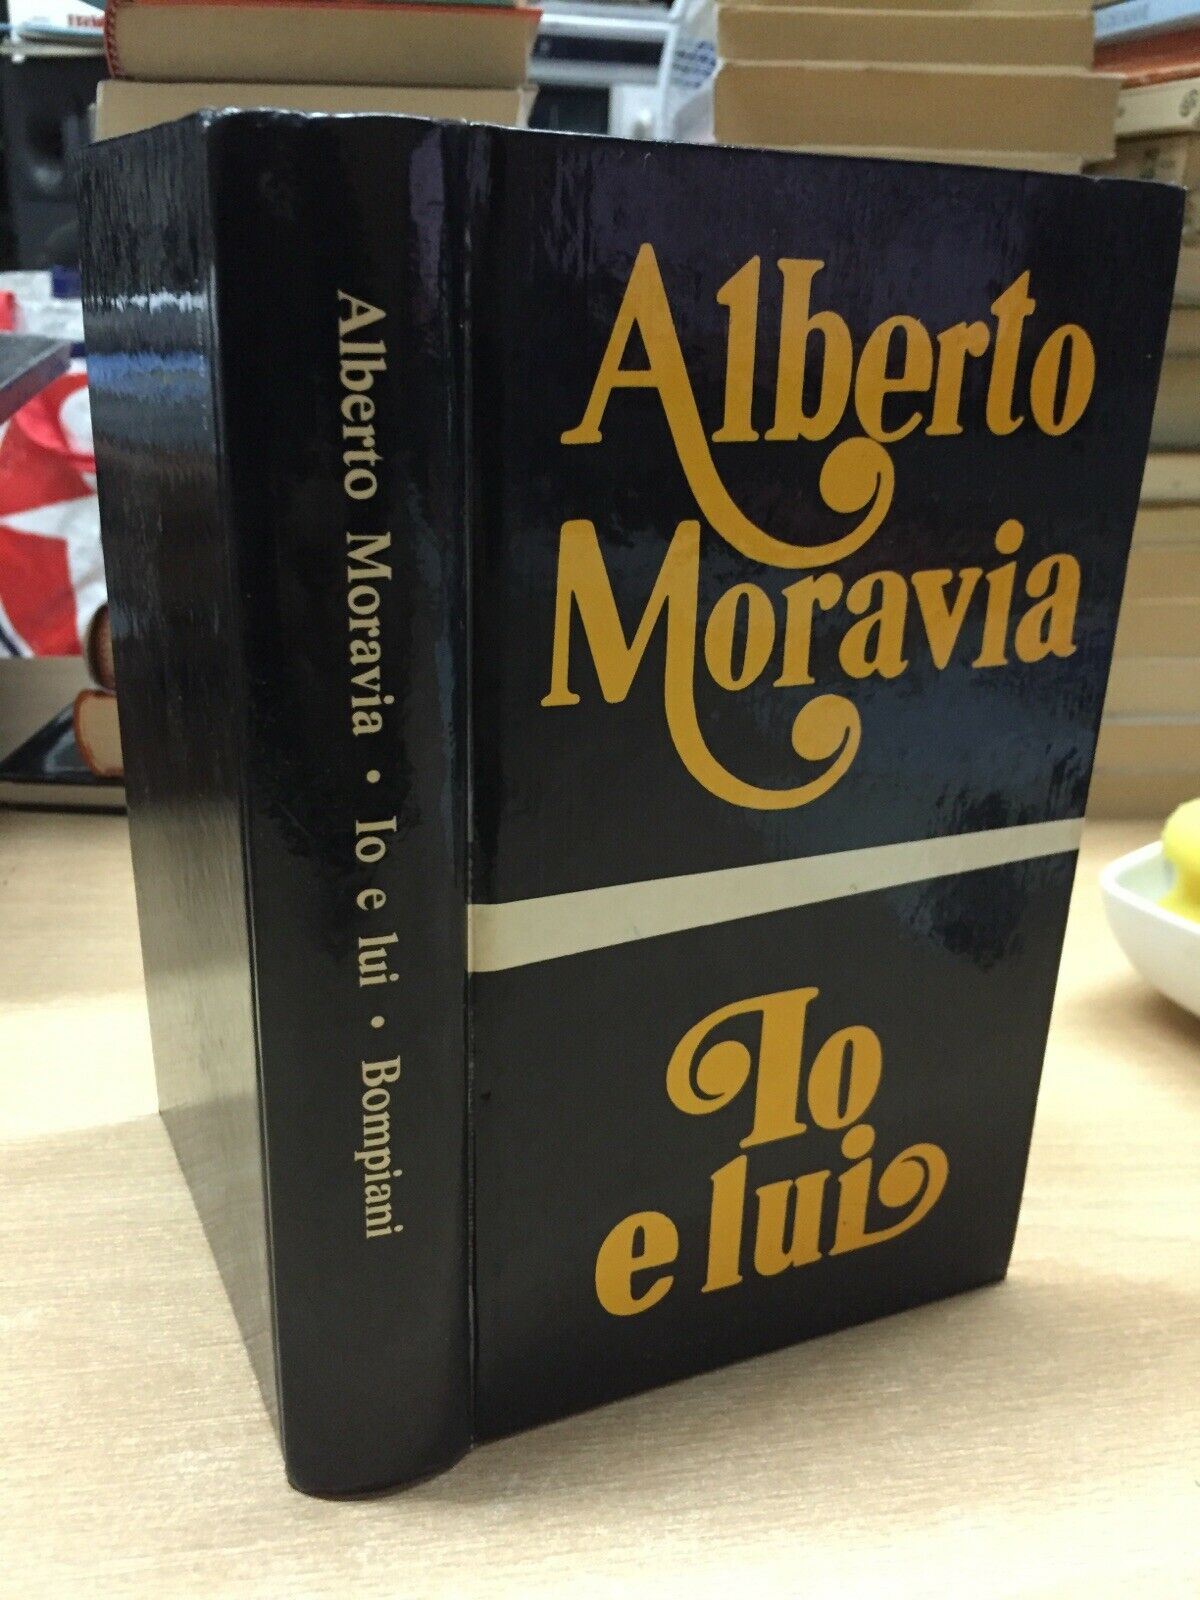 Alberto Moravia • Io e lui • Bompiani
Alberto
Moravia
Io
e lui